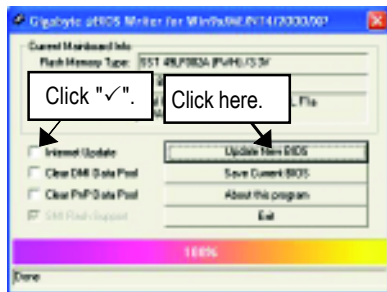 Gigabyte @BIOS Writer for Win9x/ME/NT4/2000/XP
Current Mainboard Info
Flash Memory Type: SST 49LF002A (FWH) /3.3V
Click "✓".
Click here.
Internet Update
Update New BIOS
Clear DMI Data Pool
Save Current BIOS
Clear PnP Data Pool
About this program
SMI Flash Support
Exit
100%
Done